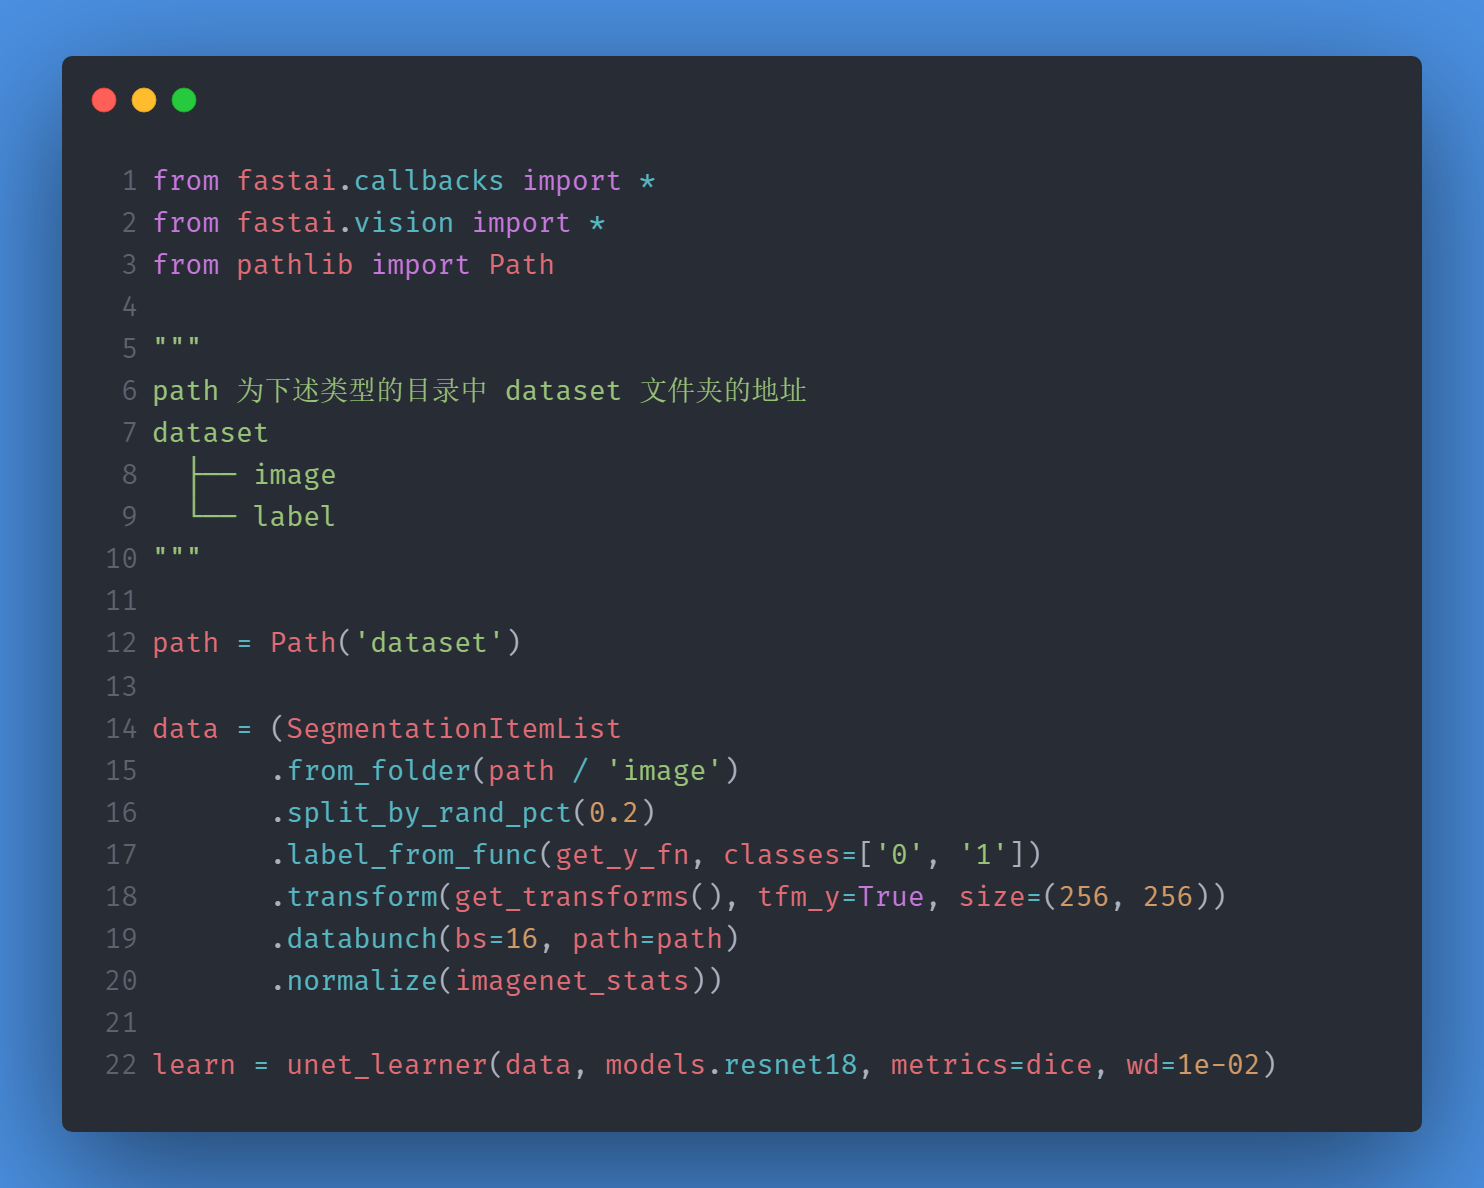 1 from fastai.callbacks import *
2 from fastai.vision import *
3 from pathlib import Path
4
5 """
6 path 为下述类型的目录中 dataset 文件夹的地址
7 dataset
8   ├── image
9   └── label
10 """
11
12 path = Path('dataset')
13
14 data = (SegmentationItemList
15        .from_folder(path / 'image')
16        .split_by_rand_pct(0.2)
17        .label_from_func(get_y_fn, classes=['0', '1'])
18        .transform(get_transforms(), tfm_y=True, size=(256, 256))
19        .databunch(bs=16, path=path)
20        .normalize(imagenet_stats))
21
22 learn = unet_learner(data, models.resnet18, metrics=dice, wd=1e-02)